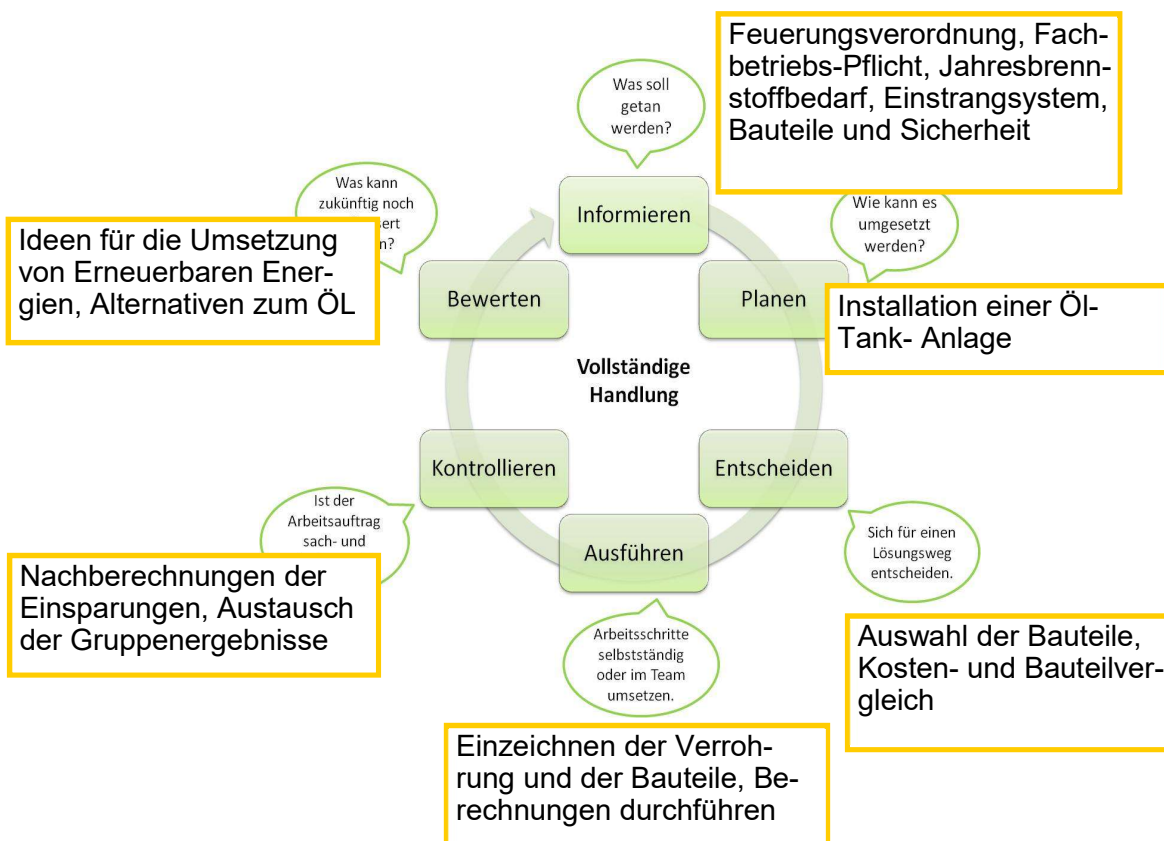 Feuerungsverordnung, Fach-
betriebs-Pflicht, Jahresbrenn-
stoffbedarf, Einstrangsystem,
Bauteile und Sicherheit
Was soll
getan
werden?
Informieren
Wie kann es
umgesetzt
werden?
Planen
Installation einer Öl-
Tank- Anlage
Vollständige
Handlung
Entscheiden
Sich für einen
Lösungsweg
entscheiden.
Auswahl der Bauteile,
Kosten- und Bauteilver-
gleich
Ausführen
Arbeitsschritte
selbstständig
oder im Team
umsetzen.
Einzeichnen der Verroh-
rung und der Bauteile, Be-
rechnungen durchführen
Kontrollieren
Ist der
Arbeitsauftrag
sach- und
Nachberechnungen der
Einsparungen, Austausch
der Gruppenergebnisse
Bewerten
Was kann
zukünftig noch
Ideen für die Umsetzung
von Erneuerbaren Ener-
gien, Alternativen zum ÖL